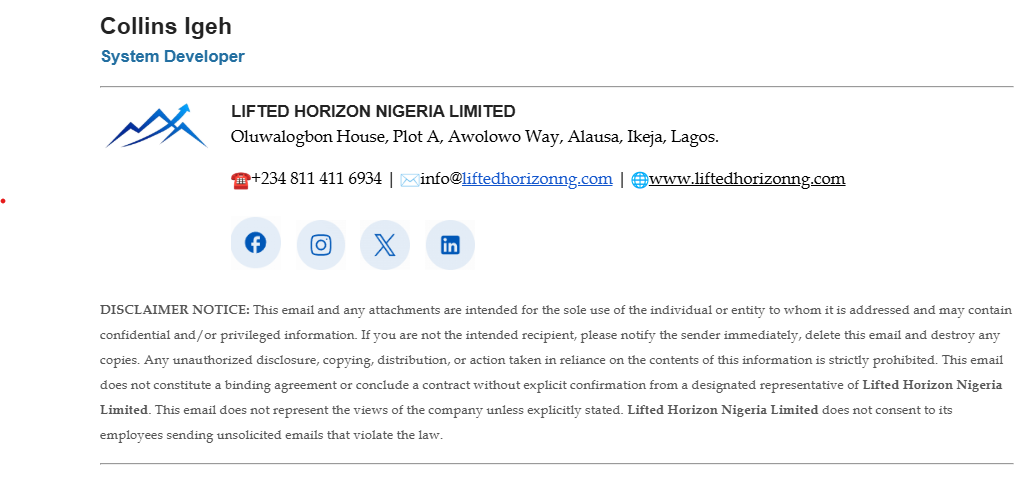 Collins Igeh
System Developer
LIFTED HORIZON NIGERIA LIMITED
Oluwalogbon House, Plot A, Awolowo Way, Alausa, Ikeja, Lagos.
☎️+234 811 411 6934 | ✉️info@liftedhorizonng.com | 🌐www.liftedhorizonng.com
DISCLAIMER NOTICE: This email and any attachments are intended for the sole use of the individual or entity to whom it is addressed and may contain
confidential and/or privileged information. If you are not the intended recipient, please notify the sender immediately, delete this email and destroy any
copies. Any unauthorized disclosure, copying, distribution, or action taken in reliance on the contents of this information is strictly prohibited. This email
does not constitute a binding agreement or conclude a contract without explicit confirmation from a designated representative of Lifted Horizon Nigeria
Limited. This email does not represent the views of the company unless explicitly stated. Lifted Horizon Nigeria Limited does not consent to its
employees sending unsolicited emails that violate the law.